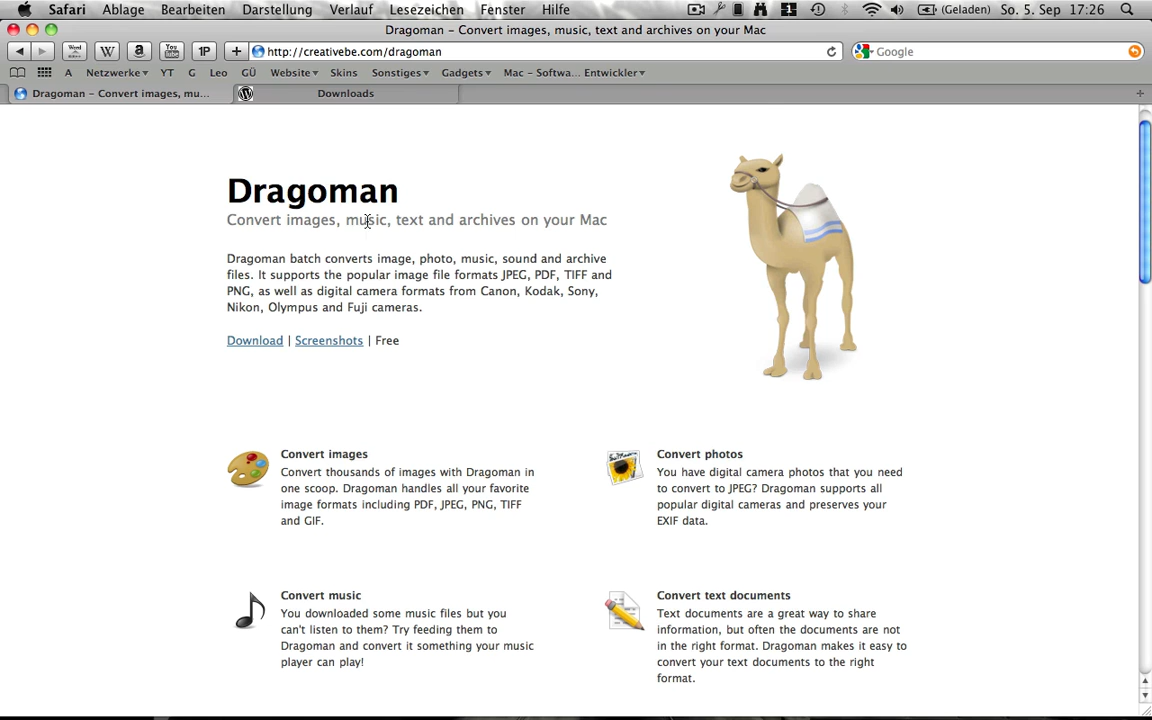 Safari Ablage Bearbeiten Darstellung Verlauf Lesezeichen Fenster Hilfe 1 (Geladen) So. 5. Sep 17:26
Dragoman – Convert images, music, text and archives on your Mac
W a You Tube 1P + http://creativebe.com/dragoman Google
A Netzwerke YT G Leo GÜ Website Skins Sonstiges Gadgets Mac – Softwa... Entwickler
Dragoman – Convert images, mu... Downloads
Dragoman
Convert images, music, text and archives on your Mac
Dragoman batch converts image, photo, music, sound and archive
files. It supports the popular image file formats JPEG, PDF, TIFF and
PNG, as well as digital camera formats from Canon, Kodak, Sony,
Nikon, Olympus and Fuji cameras.
Download | Screenshots | Free
Convert images
Convert thousands of images with Dragoman in
one scoop. Dragoman handles all your favorite
image formats including PDF, JPEG, PNG, TIFF
and GIF.
Convert photos
You have digital camera photos that you need
to convert to JPEG? Dragoman supports all
popular digital cameras and preserves your
EXIF data.
Convert music
You downloaded some music files but you
can't listen to them? Try feeding them to
Dragoman and convert it something your music
player can play!
Convert text documents
Text documents are a great way to share
information, but often the documents are not
in the right format. Dragoman makes it easy to
convert your text documents to the right
format.